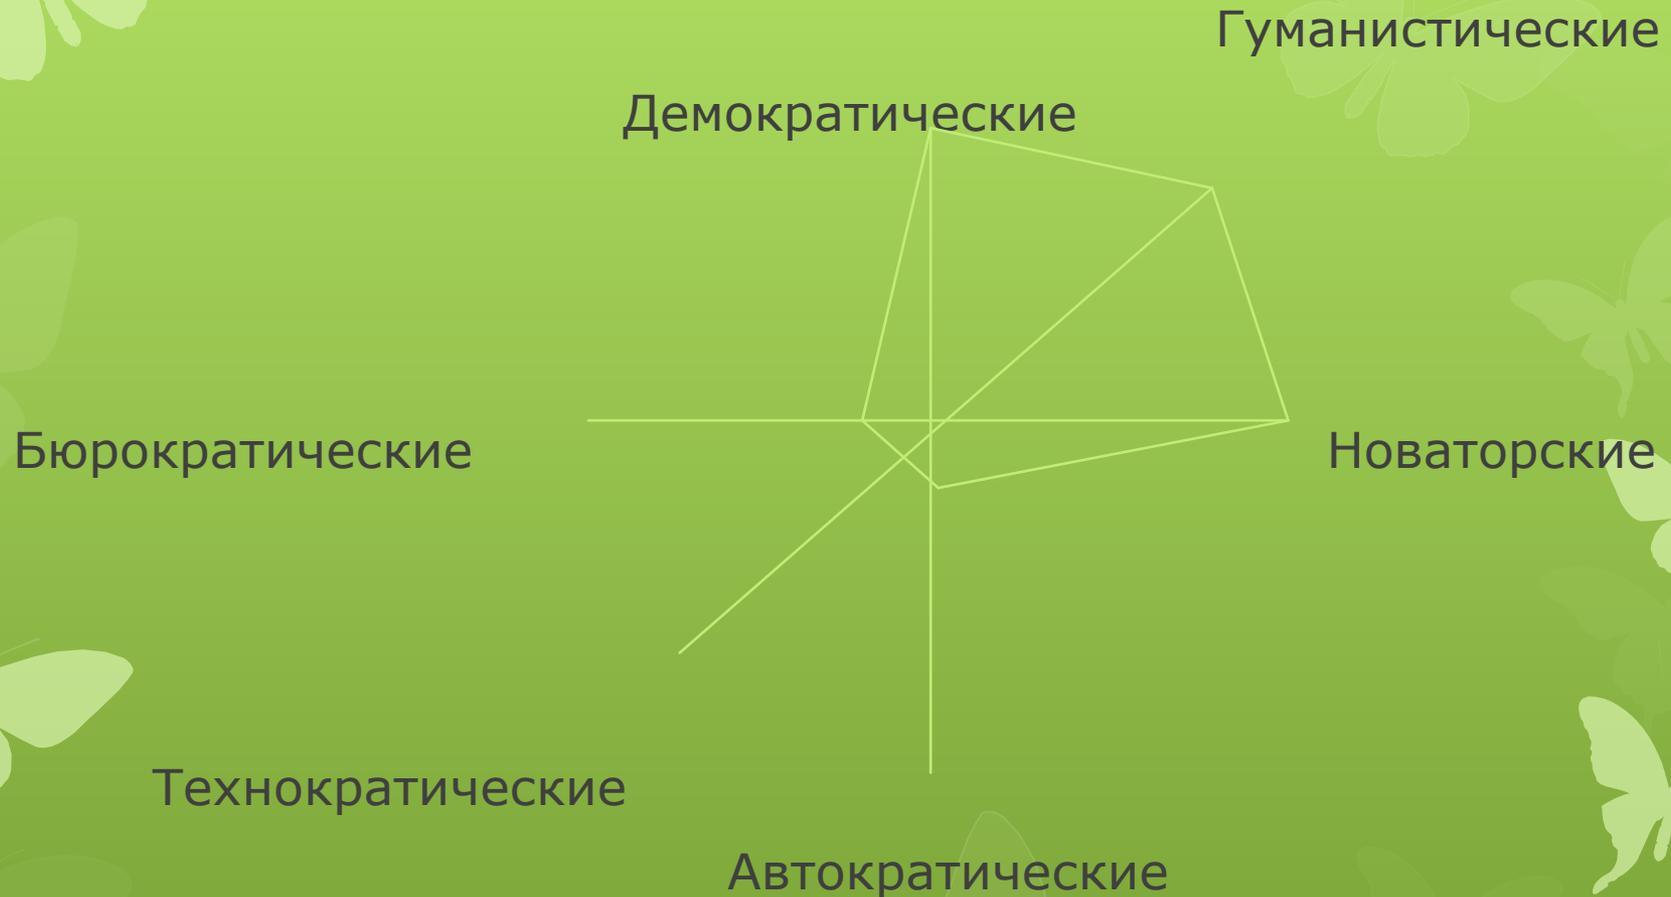 Гуманистические
Демократические
Бюрократические
Новаторские
Технократические
Автократические